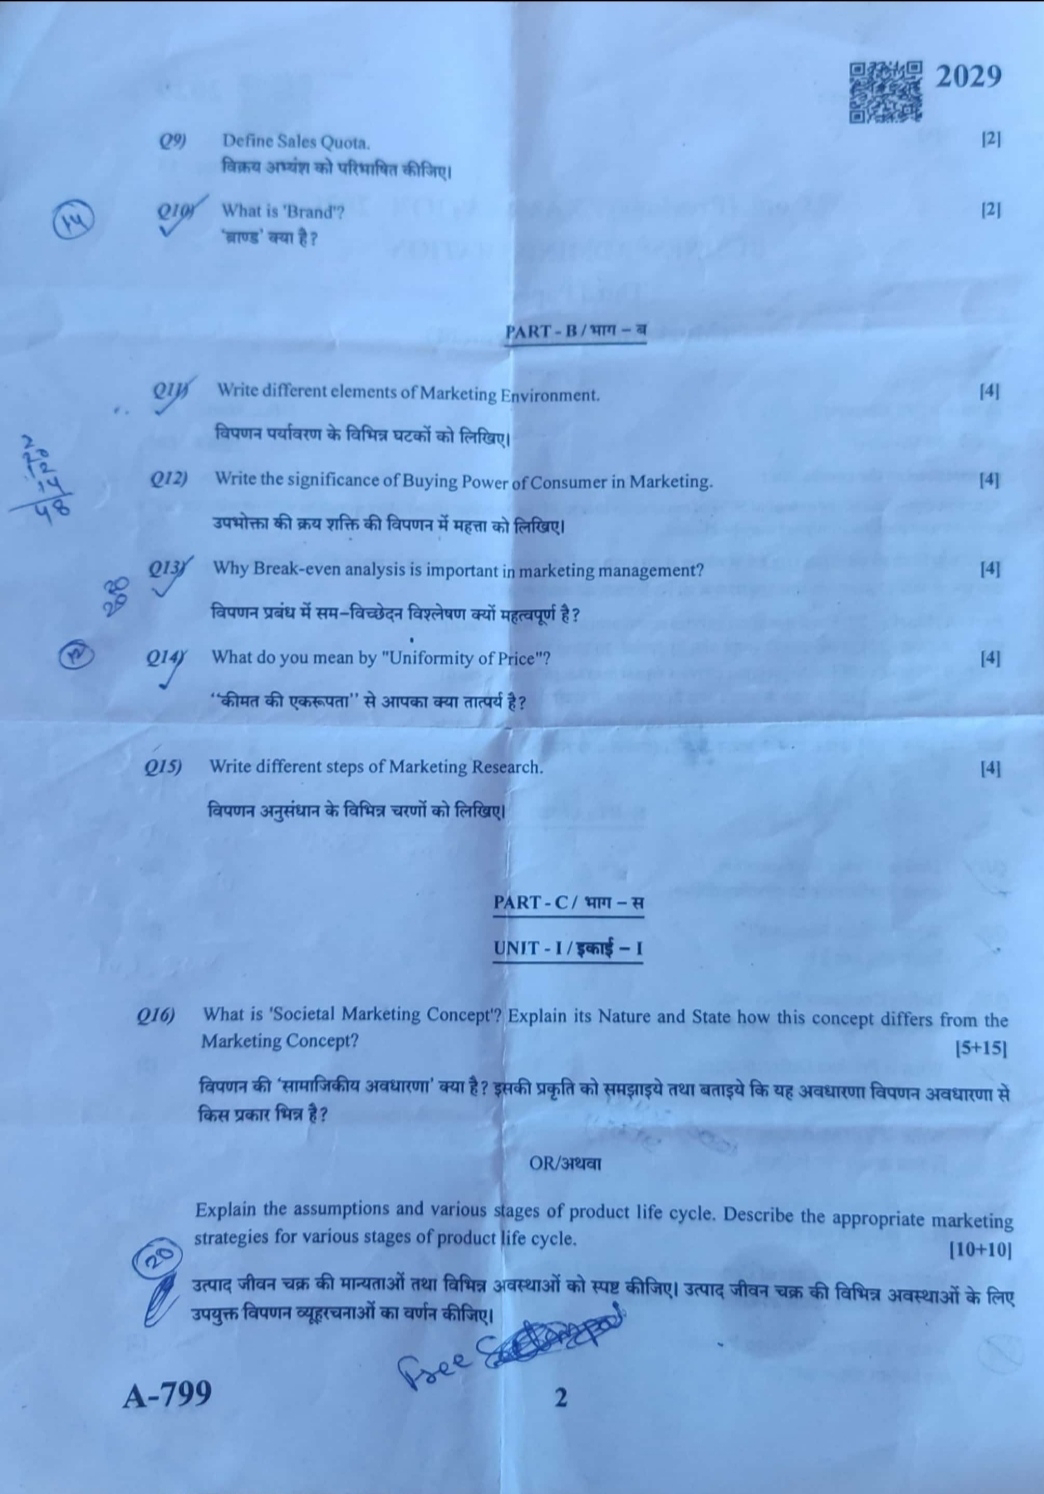 2029
Q9) Define Sales Quota. [2]
विक्रय अभ्यंश को परिभाषित कीजिए।
14
Q10) What is 'Brand'? [2]
'ब्राण्ड' क्या है?
PART - B / भाग – ब
Q11) Write different elements of Marketing Environment. [4]
विपणन पर्यावरण के विभिन्न घटकों को लिखिए।
Q12) Write the significance of Buying Power of Consumer in Marketing. [4]
48
उपभोक्ता की क्रय शक्ति की विपणन में महत्ता को लिखिए।
Q13) Why Break-even analysis is important in marketing management? [4]
विपणन प्रबंध में सम–विच्छेदन विश्लेषण क्यों महत्वपूर्ण है?
Q14) What do you mean by "Uniformity of Price"? [4]
''कीमत की एकरूपता'' से आपका क्या तात्पर्य है?
Q15) Write different steps of Marketing Research. [4]
विपणन अनुसंधान के विभिन्न चरणों को लिखिए।
PART - C / भाग – स
UNIT - I / इकाई – I
Q16) What is 'Societal Marketing Concept'? Explain its Nature and State how this concept differs from the
Marketing Concept? [5+15]
विपणन की 'सामाजिकीय अवधारणा' क्या है? इसकी प्रकृति को समझाइये तथा बताइये कि यह अवधारणा विपणन अवधारणा से
किस प्रकार भिन्न है?
OR/अथवा
Explain the assumptions and various stages of product life cycle. Describe the appropriate marketing
strategies for various stages of product life cycle. [10+10]
20
उत्पाद जीवन चक्र की मान्यताओं तथा विभिन्न अवस्थाओं को स्पष्ट कीजिए। उत्पाद जीवन चक्र की विभिन्न अवस्थाओं के लिए
उपयुक्त विपणन व्यूहरचनाओं का वर्णन कीजिए।
Free
A-799 2